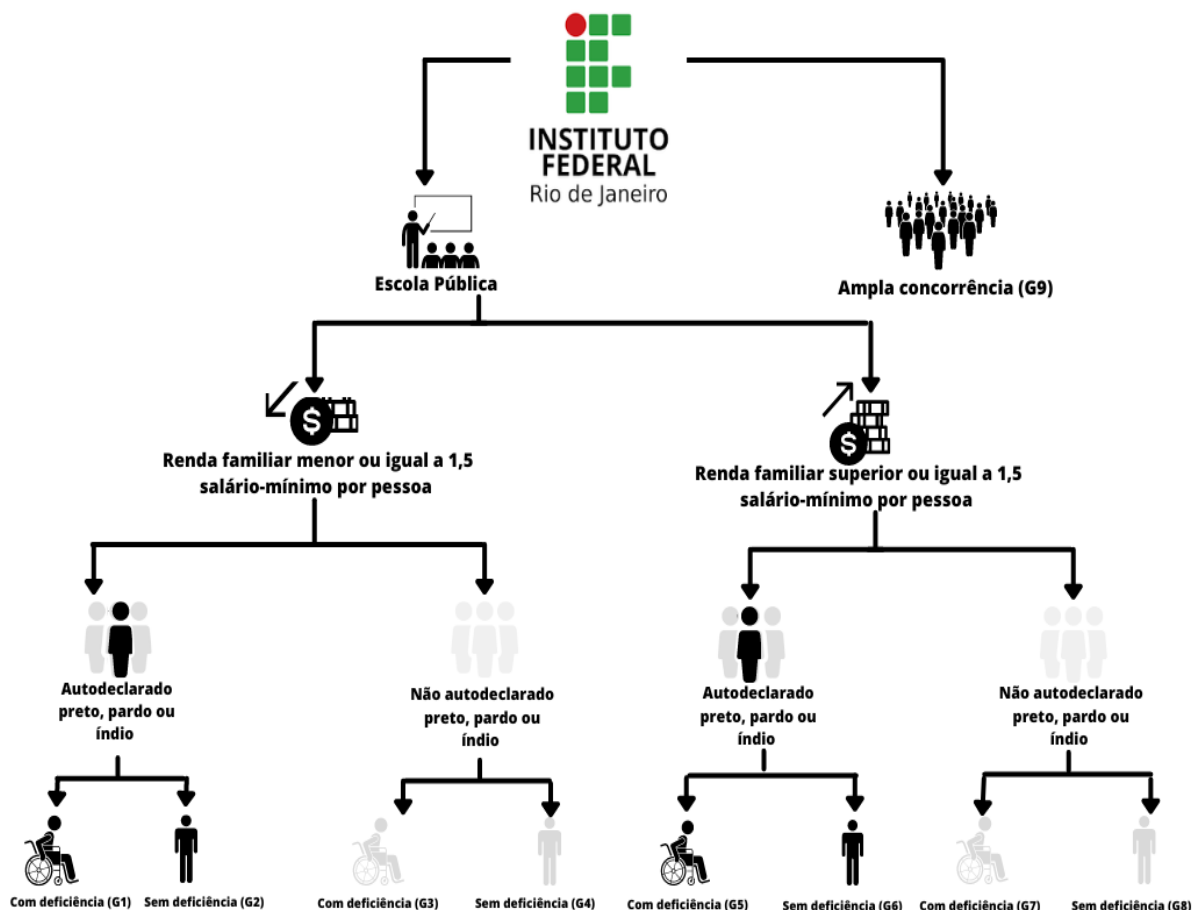 INSTITUTO
FEDERAL
Rio de Janeiro
Escola Pública
Ampla concorrência (G9)
$
$
Renda familiar menor ou igual a 1,5
salário-mínimo por pessoa
Renda familiar superior ou igual a 1,5
salário-mínimo por pessoa
Autodeclarado
preto, pardo ou
índio
Não autodeclarado
preto, pardo ou
índio
Autodeclarado
preto, pardo ou
índio
Não autodeclarado
preto, pardo ou
índio
Com deficiência (G1)
Sem deficiência (G2)
Com deficiência (G3)
Sem deficiência (G4)
Com deficiência (G5)
Sem deficiência (G6)
Com deficiência (G7)
Sem deficiência (G8)